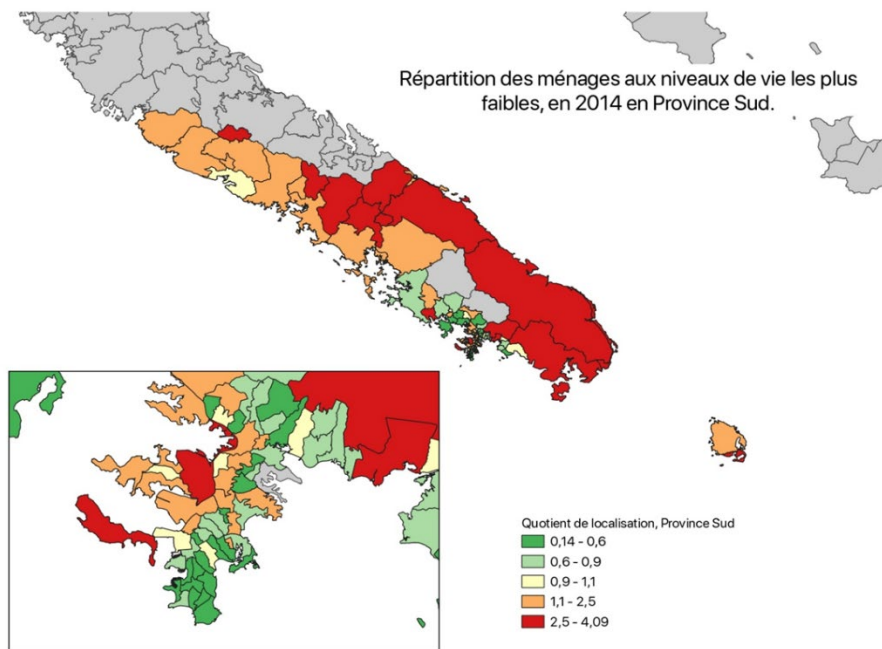 Répartition des ménages aux niveaux de vie les plus
faibles, en 2014 en Province Sud.
Quotient de localisation, Province Sud
0,14 - 0,6
0,6 - 0,9
0,9 - 1,1
1,1 - 2,5
2,5 - 4,09